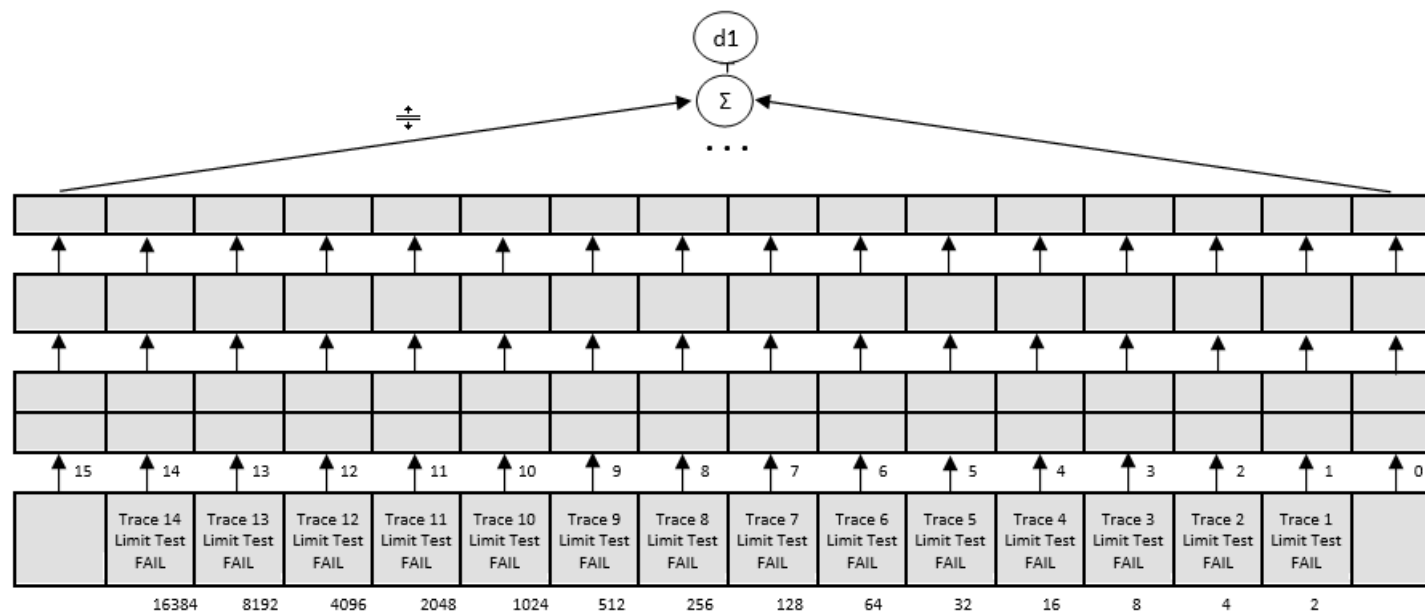 d1
Σ
...
15 14 13 12 11 10 9 8 7 6 5 4 3 2 1 0
Trace 14 Trace 13 Trace 12 Trace 11 Trace 10 Trace 9 Trace 8 Trace 7 Trace 6 Trace 5 Trace 4 Trace 3 Trace 2 Trace 1
Limit Test Limit Test Limit Test Limit Test Limit Test Limit Test Limit Test Limit Test Limit Test Limit Test Limit Test Limit Test Limit Test Limit Test
FAIL FAIL FAIL FAIL FAIL FAIL FAIL FAIL FAIL FAIL FAIL FAIL FAIL FAIL
16384 8192 4096 2048 1024 512 256 128 64 32 16 8 4 2